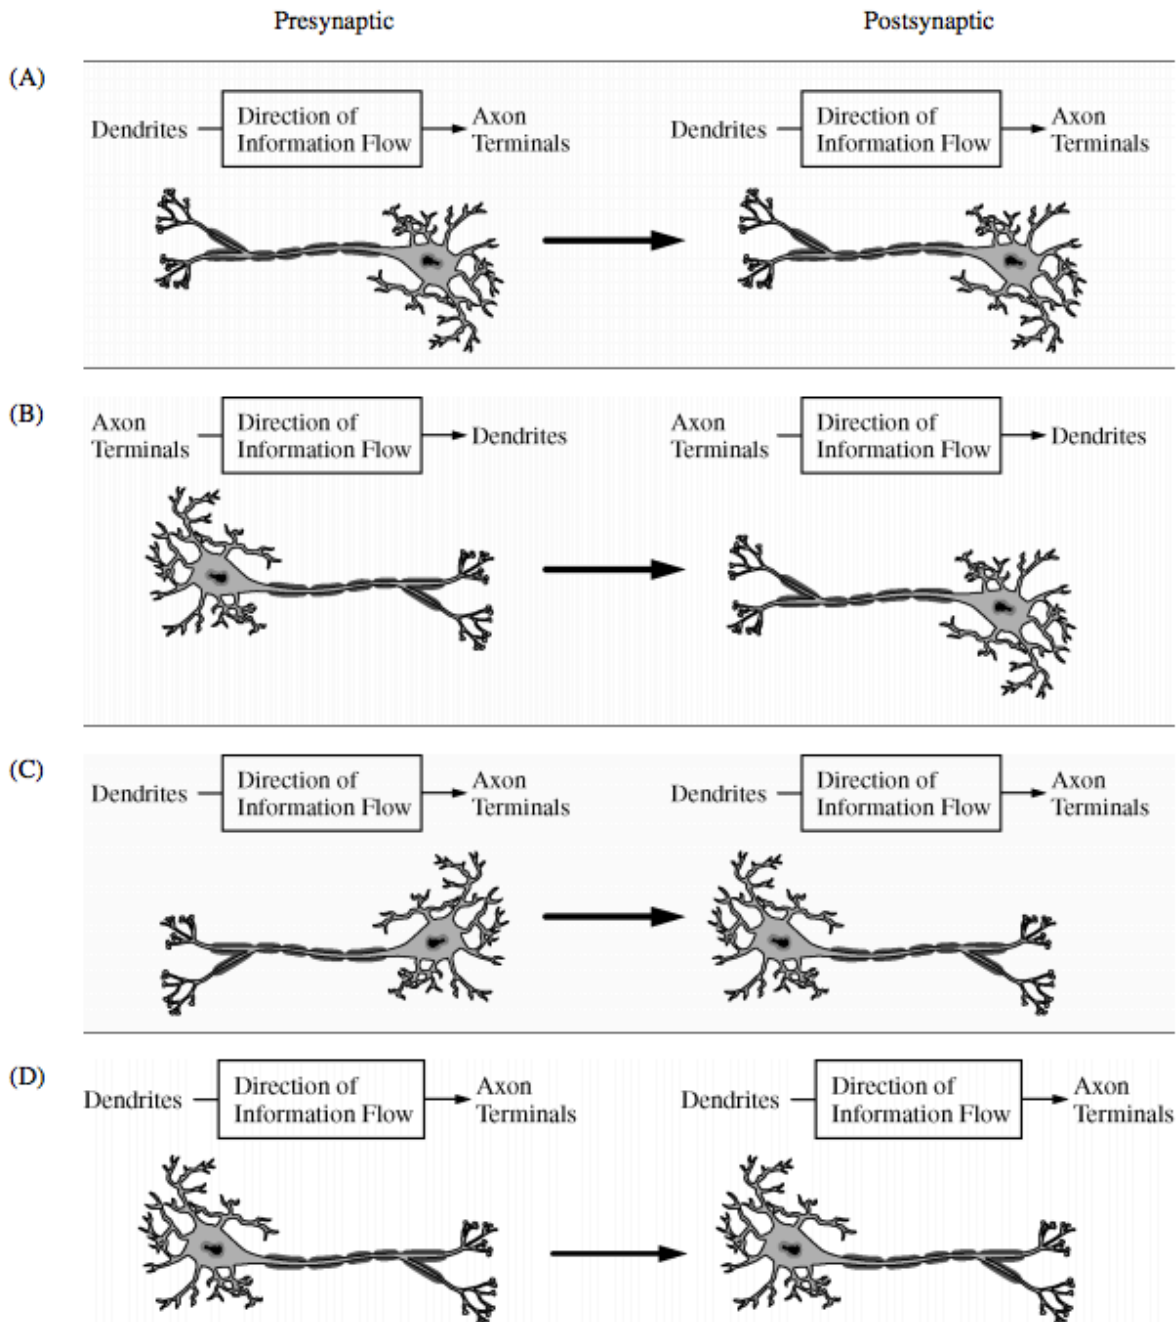 Presynaptic Postsynaptic
(A)
Dendrites Direction of Information Flow Axon Terminals Dendrites Direction of Information Flow Axon Terminals
(B)
Axon Terminals Direction of Information Flow Dendrites Axon Terminals Direction of Information Flow Dendrites
(C)
Dendrites Direction of Information Flow Axon Terminals Dendrites Direction of Information Flow Axon Terminals
(D)
Dendrites Direction of Information Flow Axon Terminals Dendrites Direction of Information Flow Axon Terminals